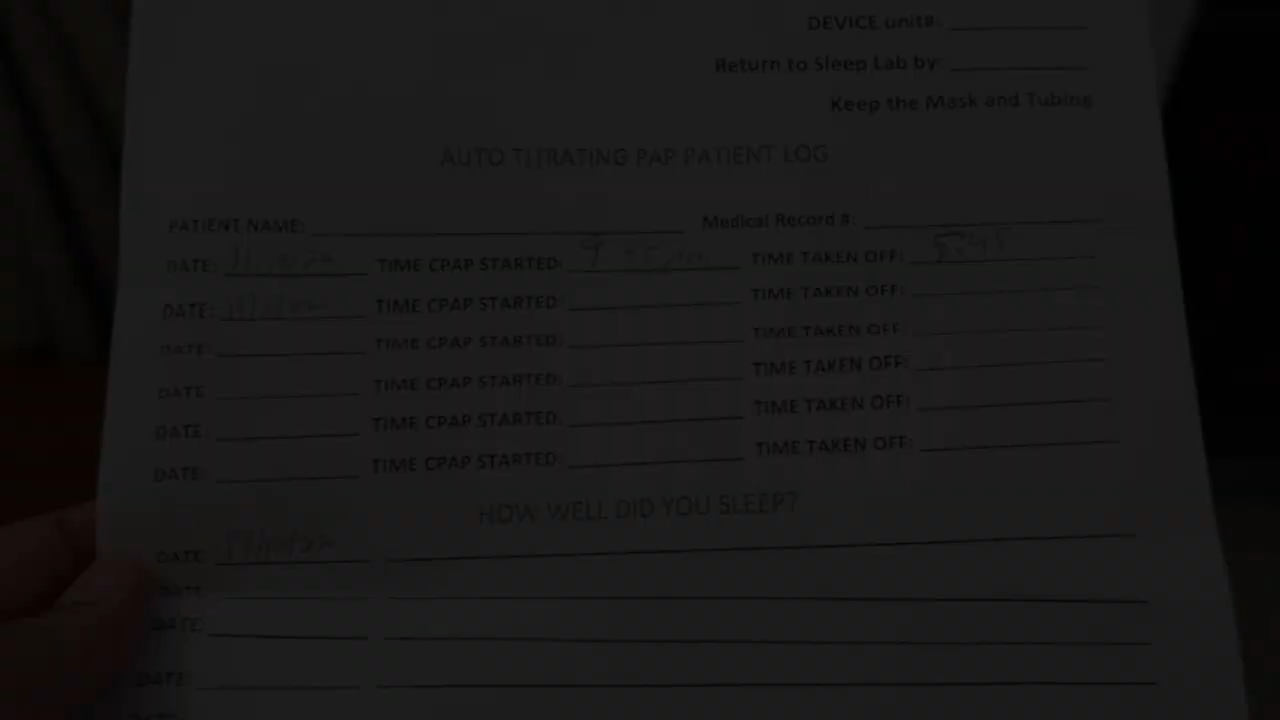 DEVICE unit#:
Return to Sleep Lab by:
Keep the Mask and Tubing
AUTO TITRATING PAP PATIENT LOG
PATIENT NAME: Medical Record #:
DATE: TIME CPAP STARTED: TIME TAKEN OFF:
DATE: TIME CPAP STARTED: TIME TAKEN OFF:
DATE: TIME CPAP STARTED: TIME TAKEN OFF:
DATE: TIME CPAP STARTED: TIME TAKEN OFF:
DATE: TIME CPAP STARTED: TIME TAKEN OFF:
DATE: TIME CPAP STARTED: TIME TAKEN OFF:
HOW WELL DID YOU SLEEP?
DATE:
DATE:
DATE:
DATE: